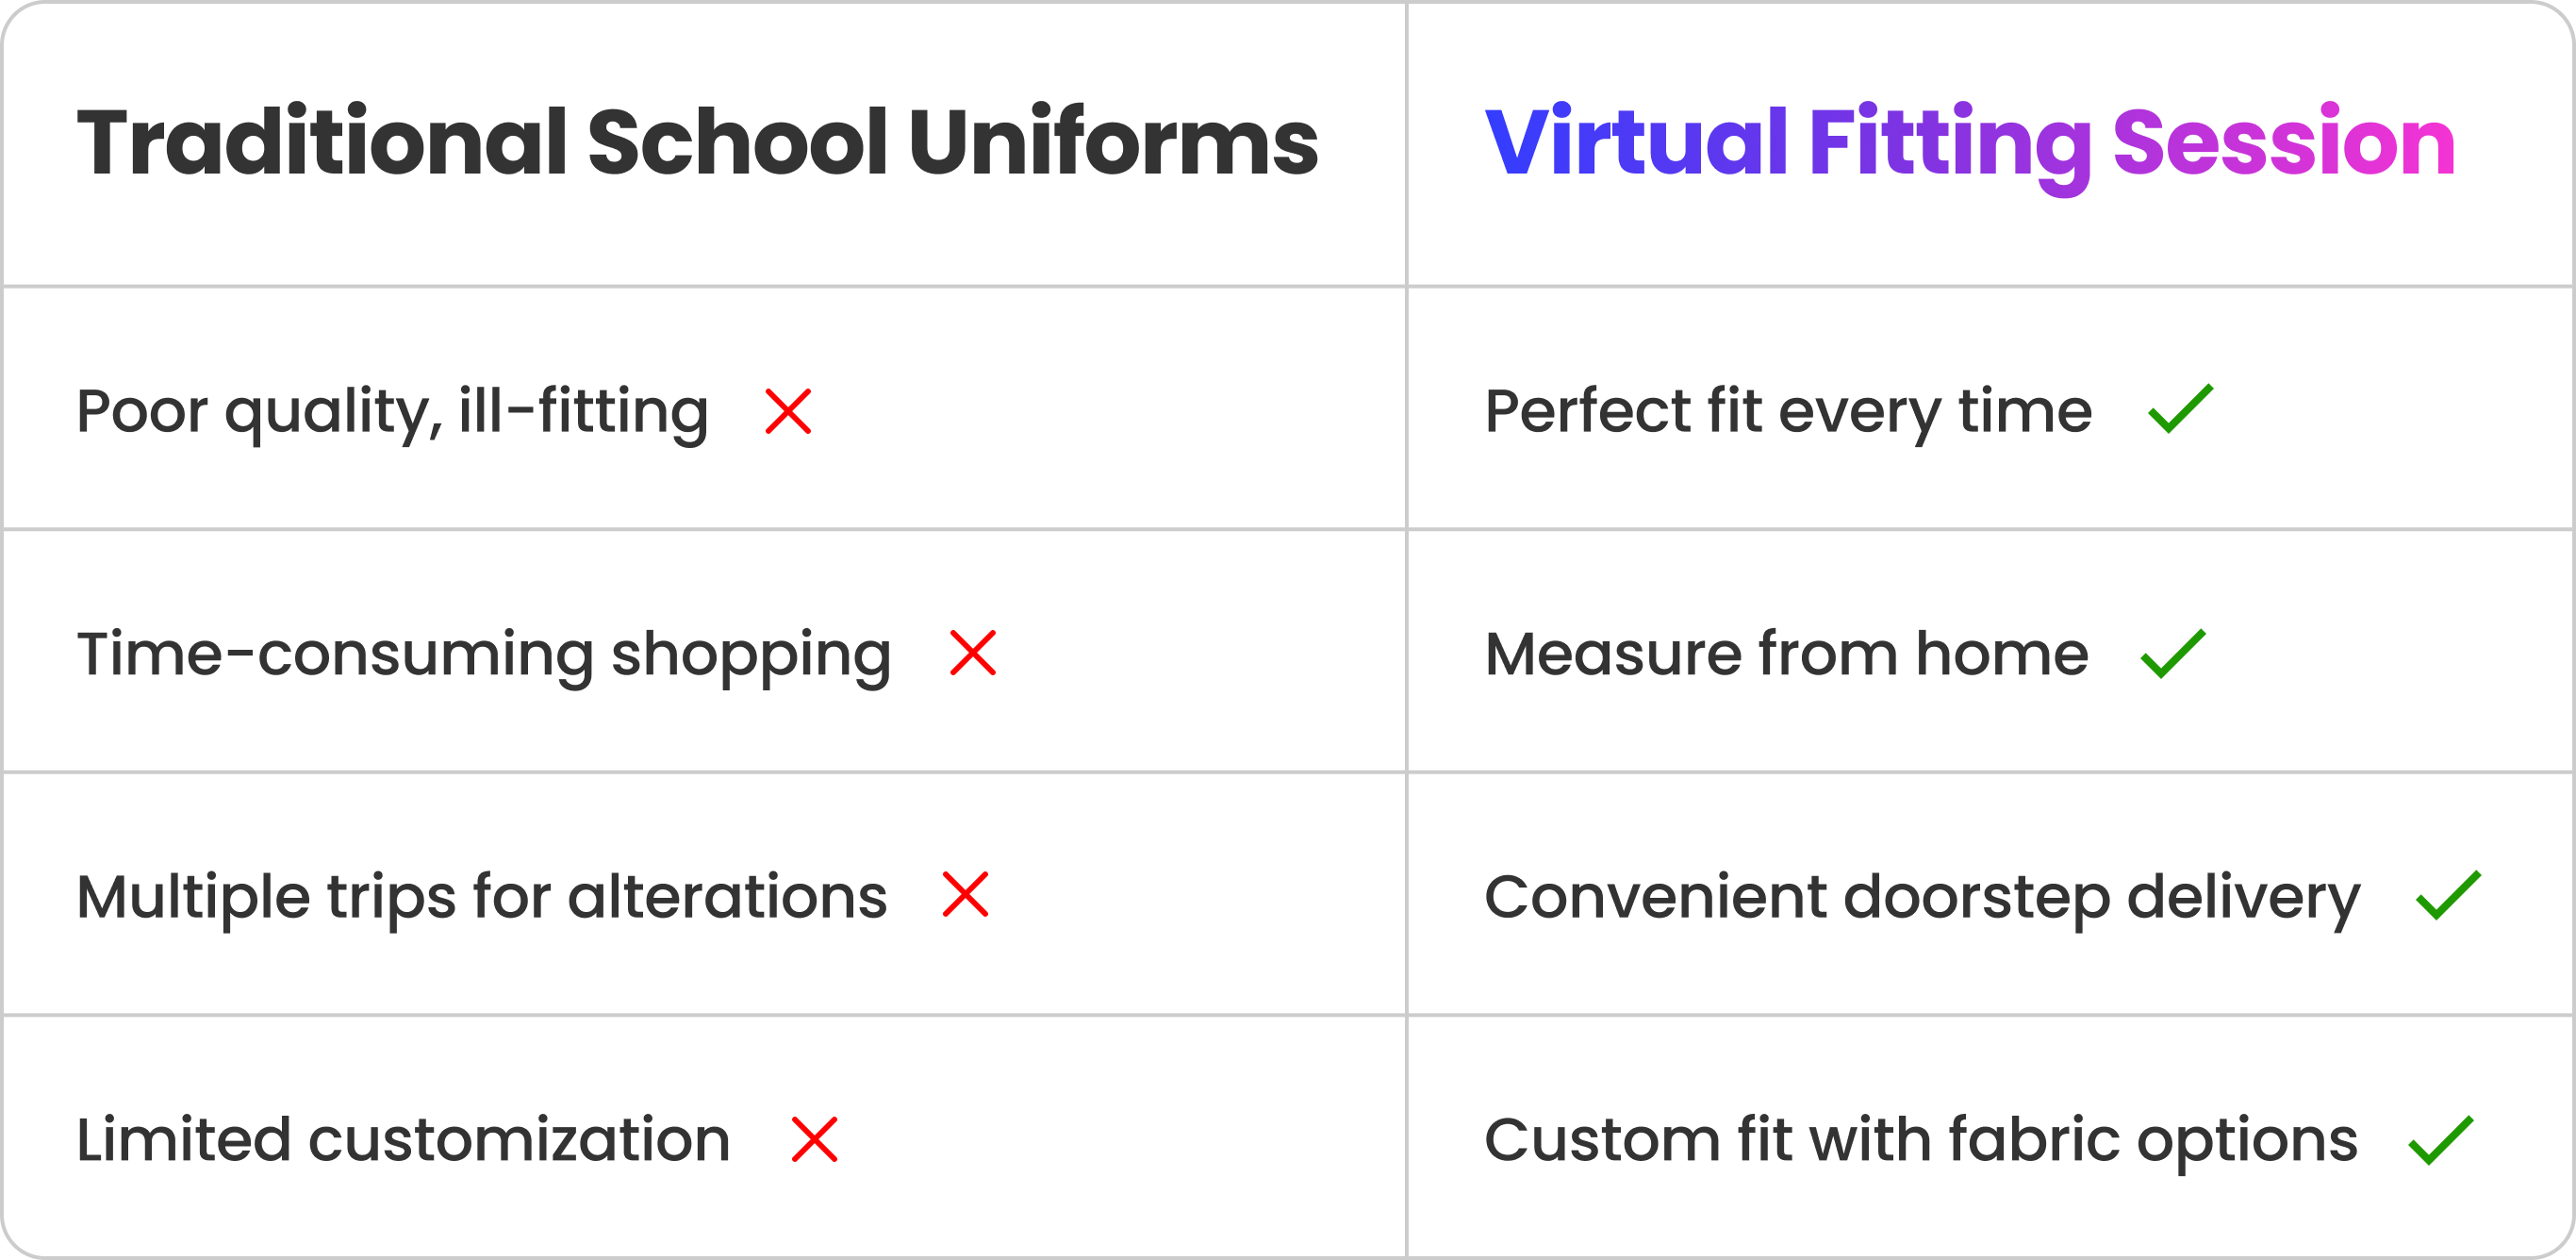 Traditional School Uniforms
Virtual Fitting Session
Poor quality, ill-fitting
Perfect fit every time
Time-consuming shopping
Measure from home
Multiple trips for alterations
Convenient doorstep delivery
Limited customization
Custom fit with fabric options